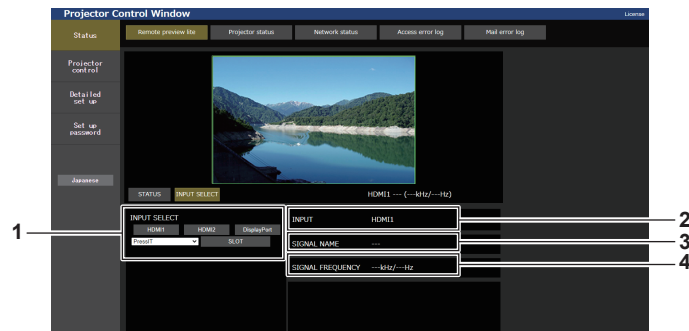 Projector Control Window
License
Status
Remote preview lite
Projector status
Network status
Access error log
Mail error log
Projector
control
Detailed
set up
Set up
password
Japanese
STATUS
INPUT SELECT
HDMI1 --- (---kHz/---Hz)
1
INPUT SELECT
HDMI1
HDMI2
DisplayPort
PressIT
SLOT
INPUT HDMI1
2
SIGNAL NAME ---
3
SIGNAL FREQUENCY ---kHz/---Hz
4